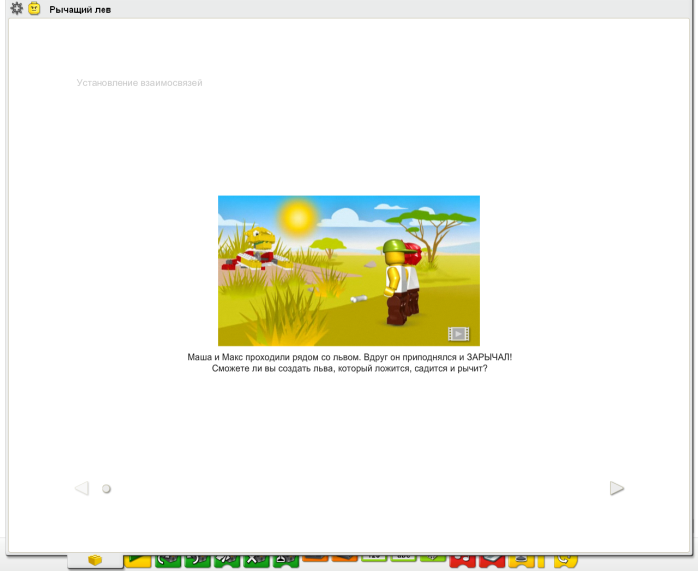 Рычащий лев
Установление взаимосвязей
Маша и Макс проходили рядом со львом. Вдруг он приподнялся и ЗАРЫЧАЛ!
Сможете ли вы создать льва, который ложится, садится и рычит?